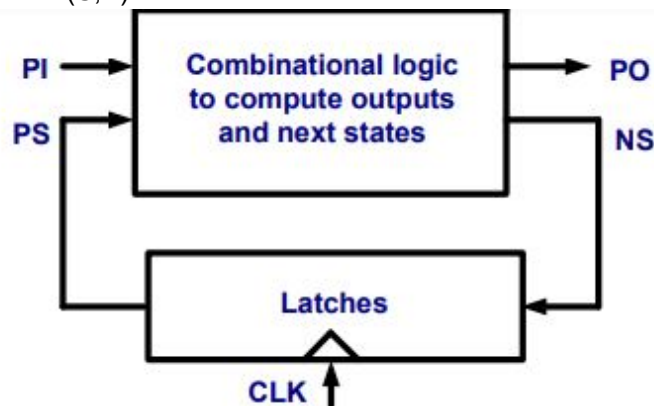 PI
Combinational logic
to compute outputs
and next states
PO
PS
NS
Latches
CLK